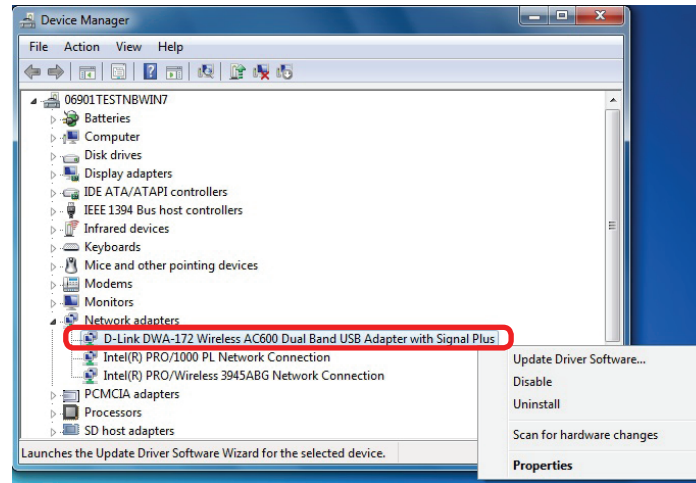 Device Manager
File Action View Help
06901TESTNBWIN7
Batteries
Computer
Disk drives
Display adapters
IDE ATA/ATAPI controllers
IEEE 1394 Bus host controllers
Infrared devices
Keyboards
Mice and other pointing devices
Modems
Monitors
Network adapters
D-Link DWA-172 Wireless AC600 Dual Band USB Adapter with Signal Plus
Intel(R) PRO/1000 PL Network Connection
Intel(R) PRO/Wireless 3945ABG Network Connection
PCMCIA adapters
Processors
SD host adapters
Launches the Update Driver Software Wizard for the selected device.
Update Driver Software...
Disable
Uninstall
Scan for hardware changes
Properties